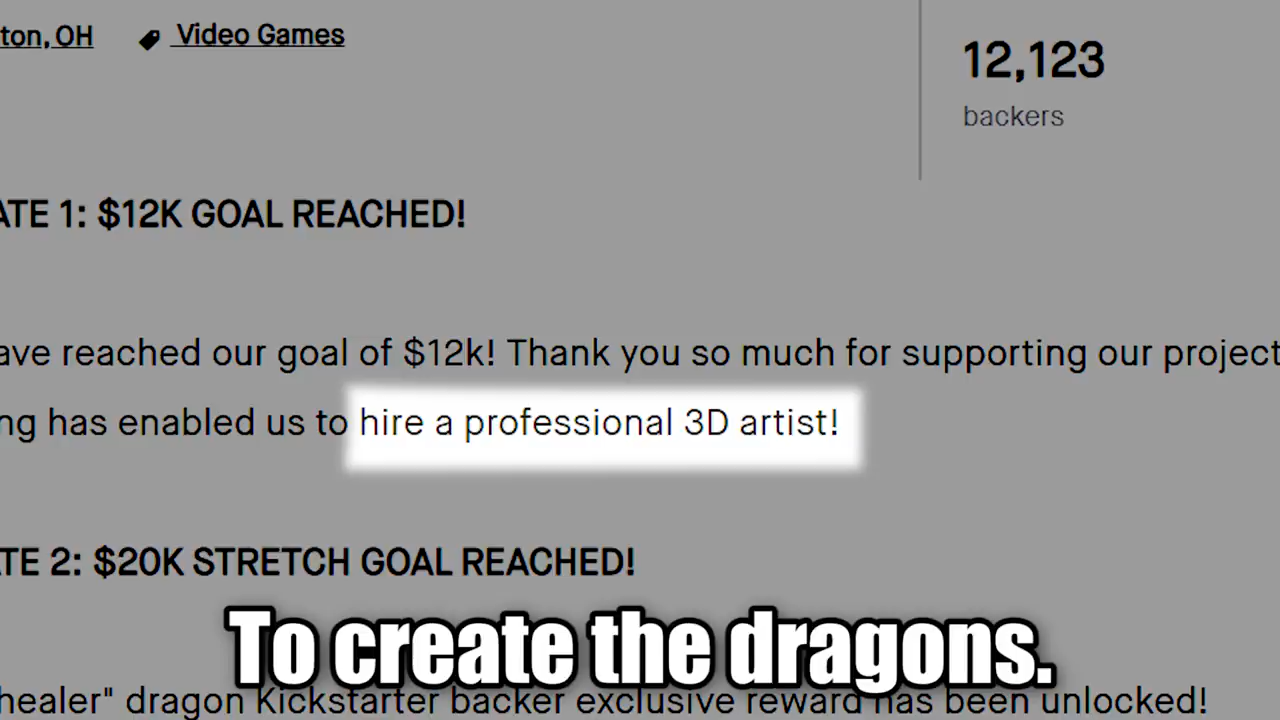 ton, OH Video Games
12,123
backers
ATE 1: $12K GOAL REACHED!
ave reached our goal of $12k! Thank you so much for supporting our project
ng has enabled us to hire a professional 3D artist!
TE 2: $20K STRETCH GOAL REACHED!
To create the dragons.
healer" dragon Kickstarter backer exclusive reward has been unlocked!